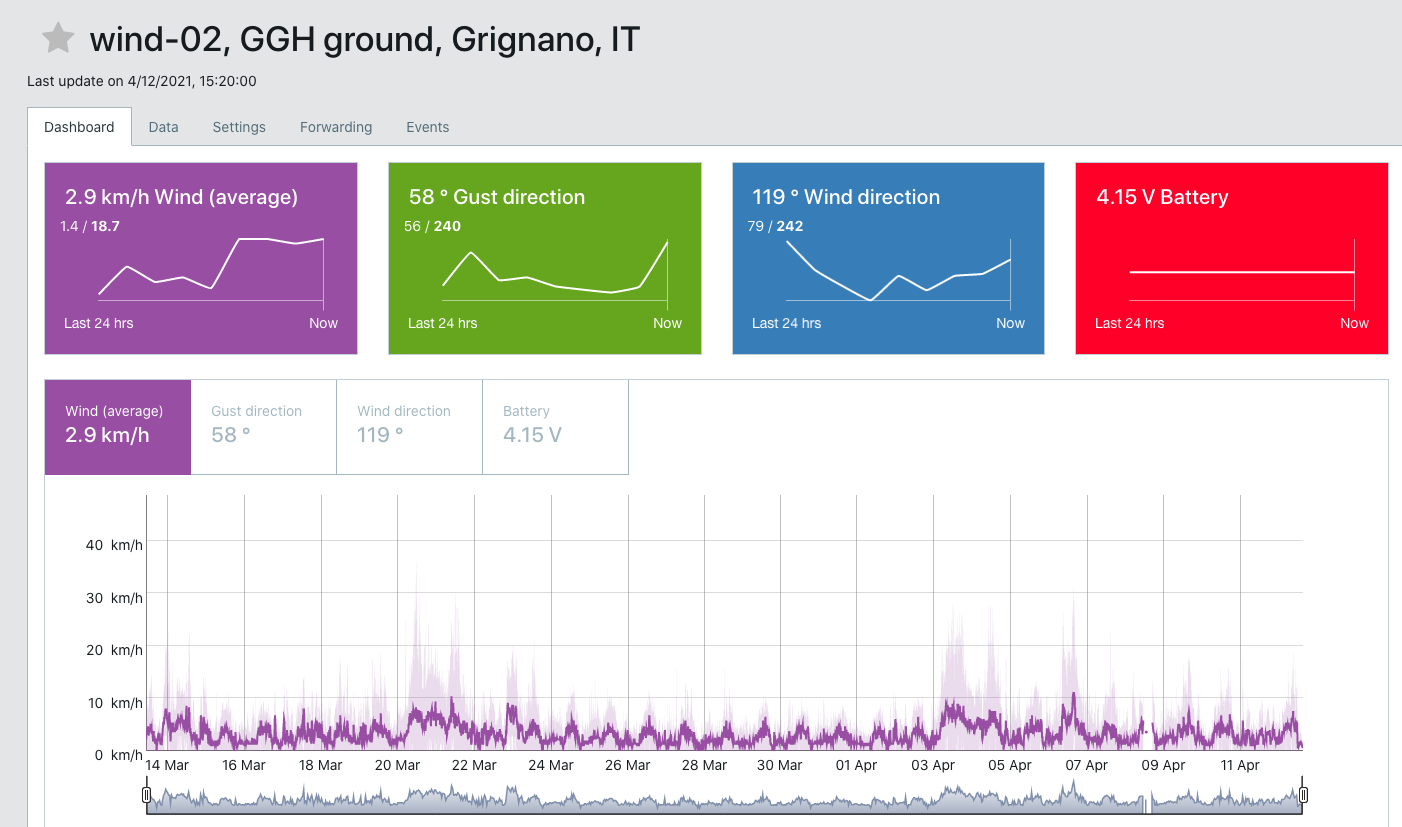 wind-02, GGH ground, Grignano, IT
Last update on 4/12/2021, 15:20:00
Dashboard Data Settings Forwarding Events
2.9 km/h Wind (average)
1.4 / 18.7
Last 24 hrs Now
58 ° Gust direction
56 / 240
Last 24 hrs Now
119 ° Wind direction
79 / 242
Last 24 hrs Now
4.15 V Battery
Last 24 hrs Now
Wind (average)
2.9 km/h
Gust direction
58 °
Wind direction
119 °
Battery
4.15 V
40 km/h
30 km/h
20 km/h
10 km/h
0 km/h
14 Mar 16 Mar 18 Mar 20 Mar 22 Mar 24 Mar 26 Mar 28 Mar 30 Mar 01 Apr 03 Apr 05 Apr 07 Apr 09 Apr 11 Apr